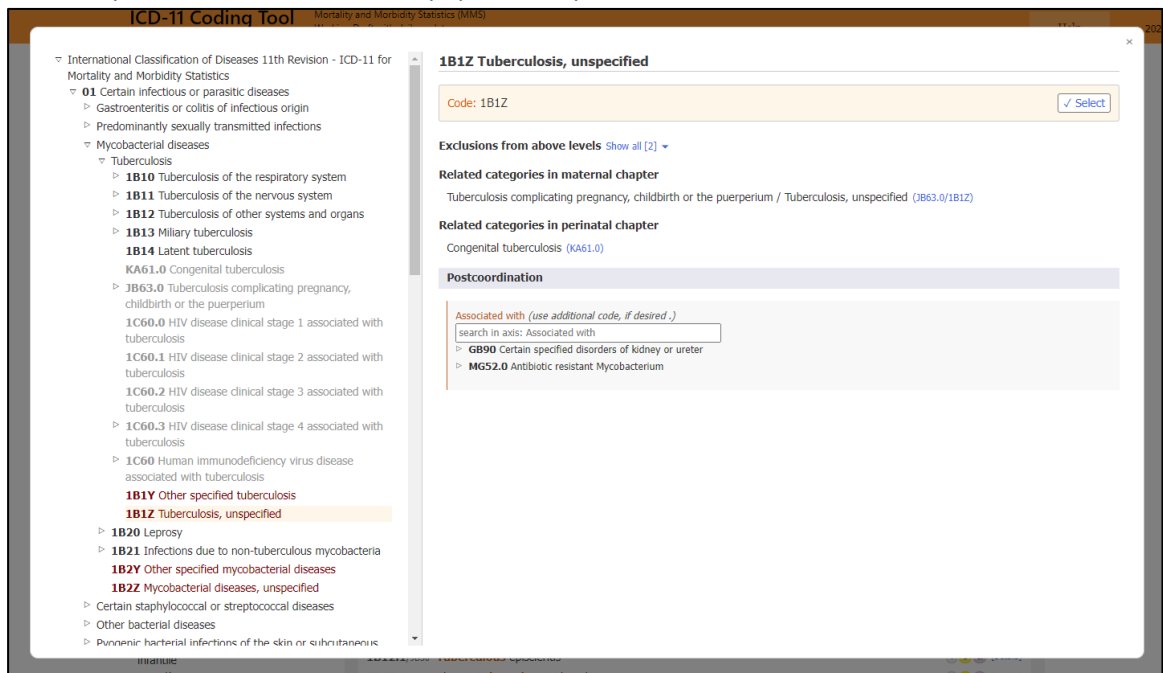 ICD-11 Coding Tool
Mortality and Morbidity Statistics (MMS)
202
×
International Classification of Diseases 11th Revision - ICD-11 for
Mortality and Morbidity Statistics
01 Certain infectious or parasitic diseases
Gastroenteritis or colitis of infectious origin
Predominantly sexually transmitted infections
Mycobacterial diseases
Tuberculosis
1B10 Tuberculosis of the respiratory system
1B11 Tuberculosis of the nervous system
1B12 Tuberculosis of other systems and organs
1B13 Miliary tuberculosis
1B14 Latent tuberculosis
KA61.0 Congenital tuberculosis
JB63.0 Tuberculosis complicating pregnancy,
childbirth or the puerperium
1C60.0 HIV disease clinical stage 1 associated with
tuberculosis
1C60.1 HIV disease clinical stage 2 associated with
tuberculosis
1C60.2 HIV disease clinical stage 3 associated with
tuberculosis
1C60.3 HIV disease clinical stage 4 associated with
tuberculosis
1C60 Human immunodeficiency virus disease
associated with tuberculosis
1B1Y Other specified tuberculosis
1B1Z Tuberculosis, unspecified
1B20 Leprosy
1B21 Infections due to non-tuberculous mycobacteria
1B2Y Other specified mycobacterial diseases
1B2Z Mycobacterial diseases, unspecified
Certain staphylococcal or streptococcal diseases
Other bacterial diseases
Pyogenic bacterial infections of the skin or subcutaneous
1B1Z Tuberculosis, unspecified
Code: 1B1Z
✓ Select
Exclusions from above levels Show all [2]
Related categories in maternal chapter
Tuberculosis complicating pregnancy, childbirth or the puerperium / Tuberculosis, unspecified (JB63.0/1B1Z)
Related categories in perinatal chapter
Congenital tuberculosis (KA61.0)
Postcoordination
Associated with (use additional code, if desired .)
search in axis: Associated with
GB90 Certain specified disorders of kidney or ureter
MG52.0 Antibiotic resistant Mycobacterium